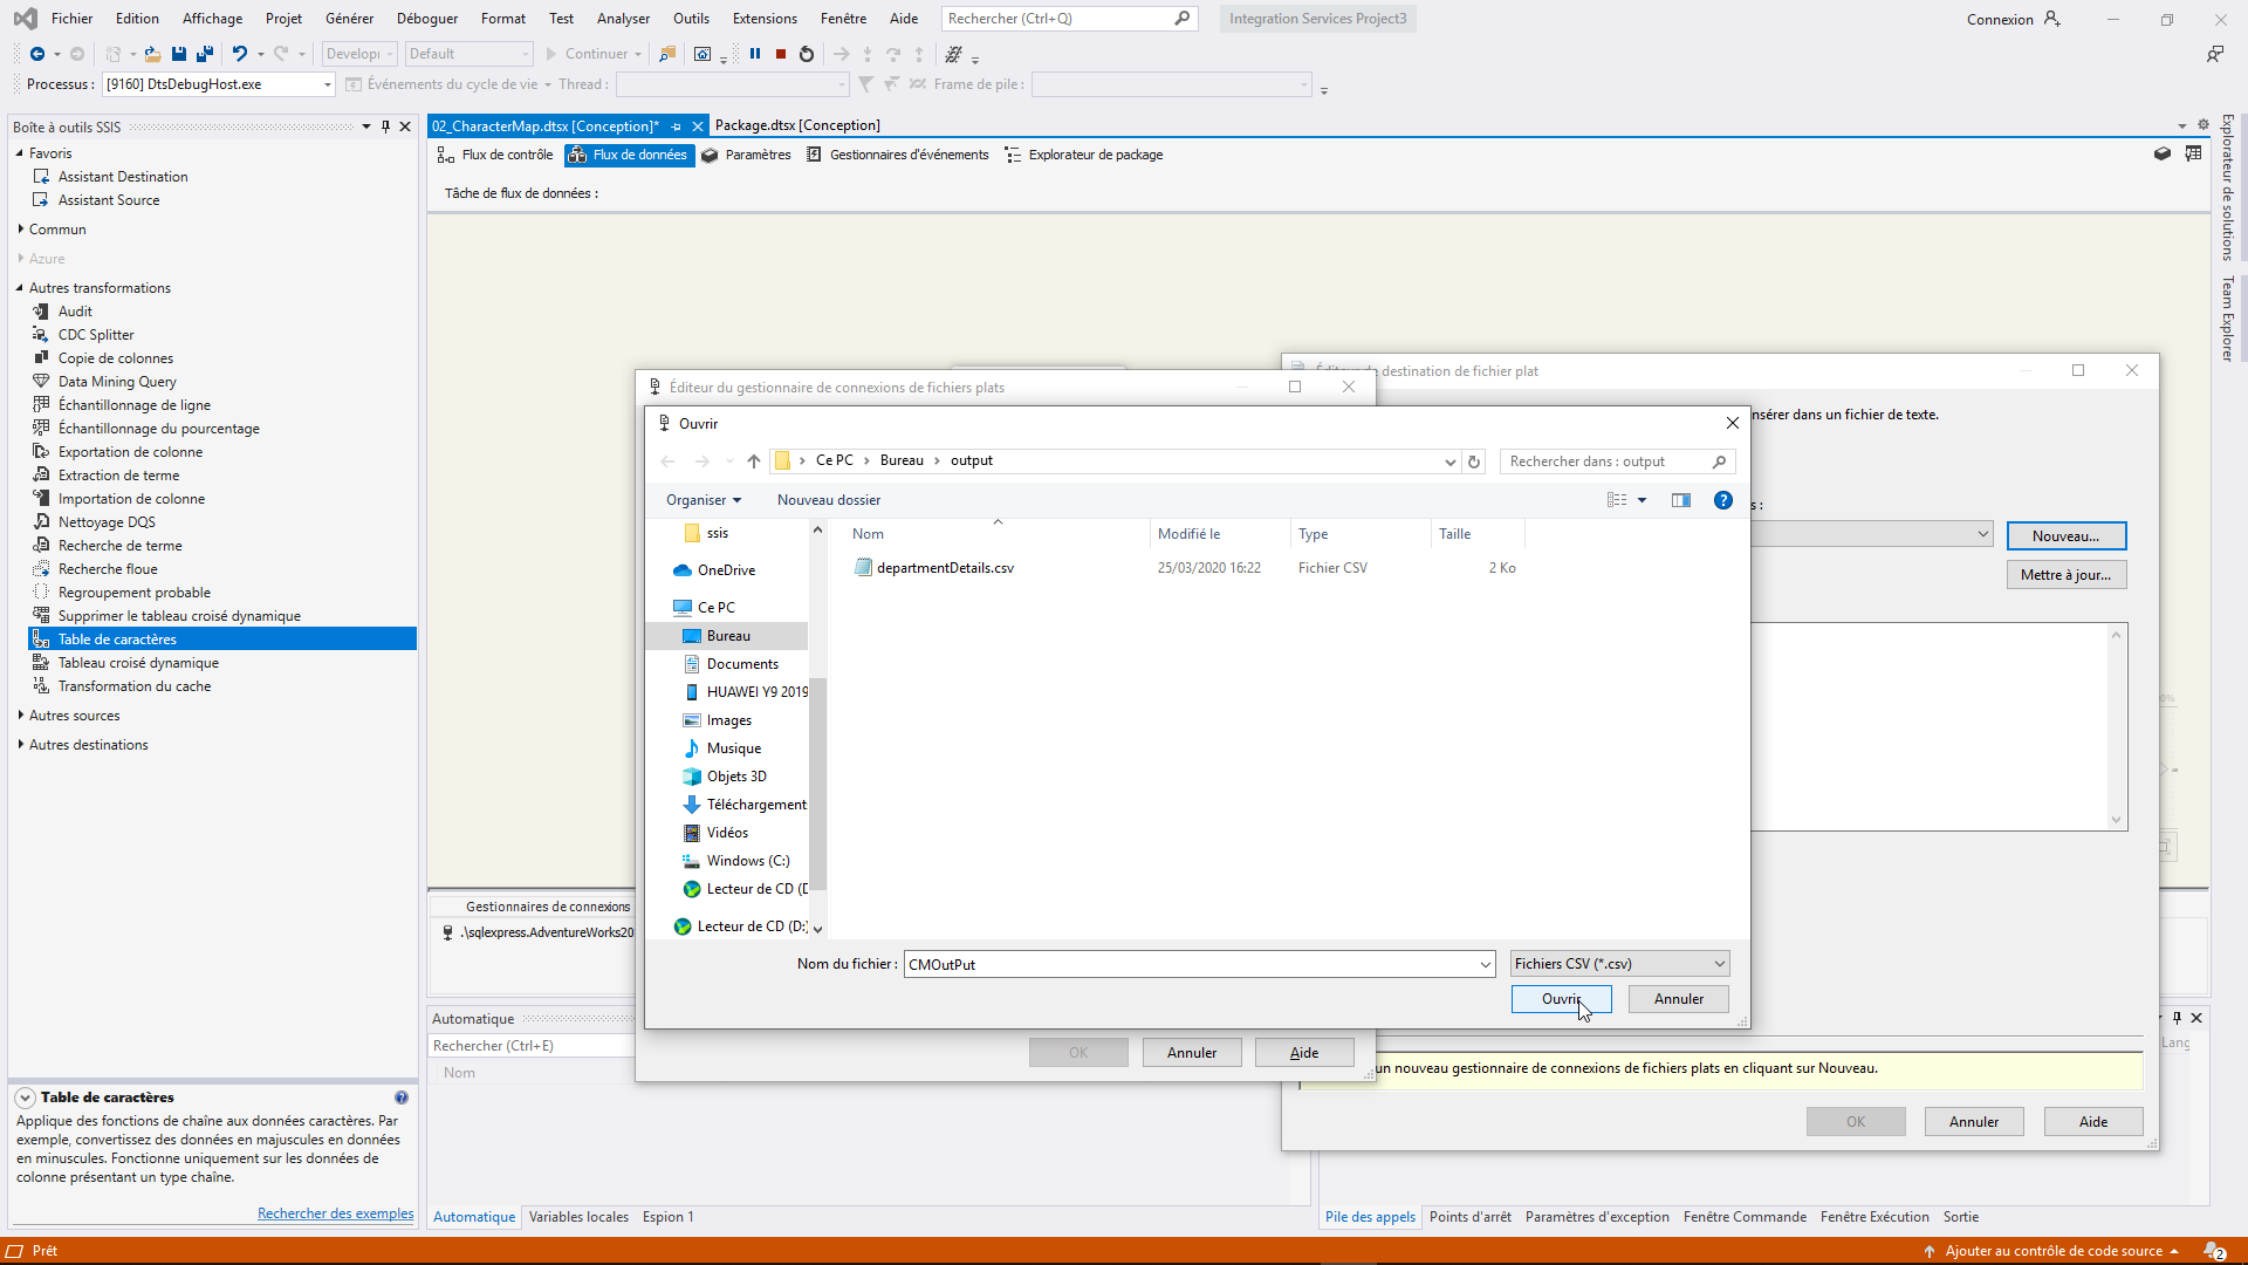 Fichier Edition Affichage Projet Générer Déboguer Format Test Analyser Outils Extensions Fenêtre Aide Rechercher (Ctrl+Q) Integration Services Project3 Connexion
Developi Default Continuer
Processus : [9160] DtsDebugHost.exe Événements du cycle de vie Thread : Frame de pile :
Boîte à outils SSIS
Favoris
Assistant Destination
Assistant Source
Commun
Azure
Autres transformations
Audit
CDC Splitter
Copie de colonnes
Data Mining Query
Échantillonnage de ligne
Échantillonnage du pourcentage
Exportation de colonne
Extraction de terme
Importation de colonne
Nettoyage DQS
Recherche de terme
Recherche floue
Regroupement probable
Supprimer le tableau croisé dynamique
Table de caractères
Tableau croisé dynamique
Transformation du cache
Autres sources
Autres destinations
Table de caractères
Applique des fonctions de chaîne aux données caractères. Par
exemple, convertissez des données en majuscules en données
en minuscules. Fonctionne uniquement sur les données de
colonne présentant un type chaîne.
Rechercher des exemples
02_CharacterMap.dtsx [Conception]* Package.dtsx [Conception]
Flux de contrôle Flux de données Paramètres Gestionnaires d'événements Explorateur de package
Tâche de flux de données :
Explorateur de solutions
Team Explorer
Éditeur du gestionnaire de connexions de fichiers plats
destination de fichier plat
nsérer dans un fichier de texte.
s :
Nouveau...
Mettre à jour...
Ouvrir
Ce PC Bureau output Rechercher dans : output
Organiser Nouveau dossier
Nom Modifié le Type Taille
departmentDetails.csv 25/03/2020 16:22 Fichier CSV 2 Ko
ssis
OneDrive
Ce PC
Bureau
Documents
HUAWEI Y9 2019
Images
Musique
Objets 3D
Téléchargement
Vidéos
Windows (C:)
Lecteur de CD (D
Lecteur de CD (D:)
Nom du fichier : CMOutPut Fichiers CSV (*.csv)
Ouvrir Annuler
OK Annuler Aide
un nouveau gestionnaire de connexions de fichiers plats en cliquant sur Nouveau.
OK Annuler Aide
Gestionnaires de connexions
.\sqlexpress.AdventureWorks20
Automatique
Rechercher (Ctrl+E)
Nom
Lang
Automatique Variables locales Espion 1
Pile des appels Points d'arrêt Paramètres d'exception Fenêtre Commande Fenêtre Exécution Sortie
Prêt Ajouter au contrôle de code source 2